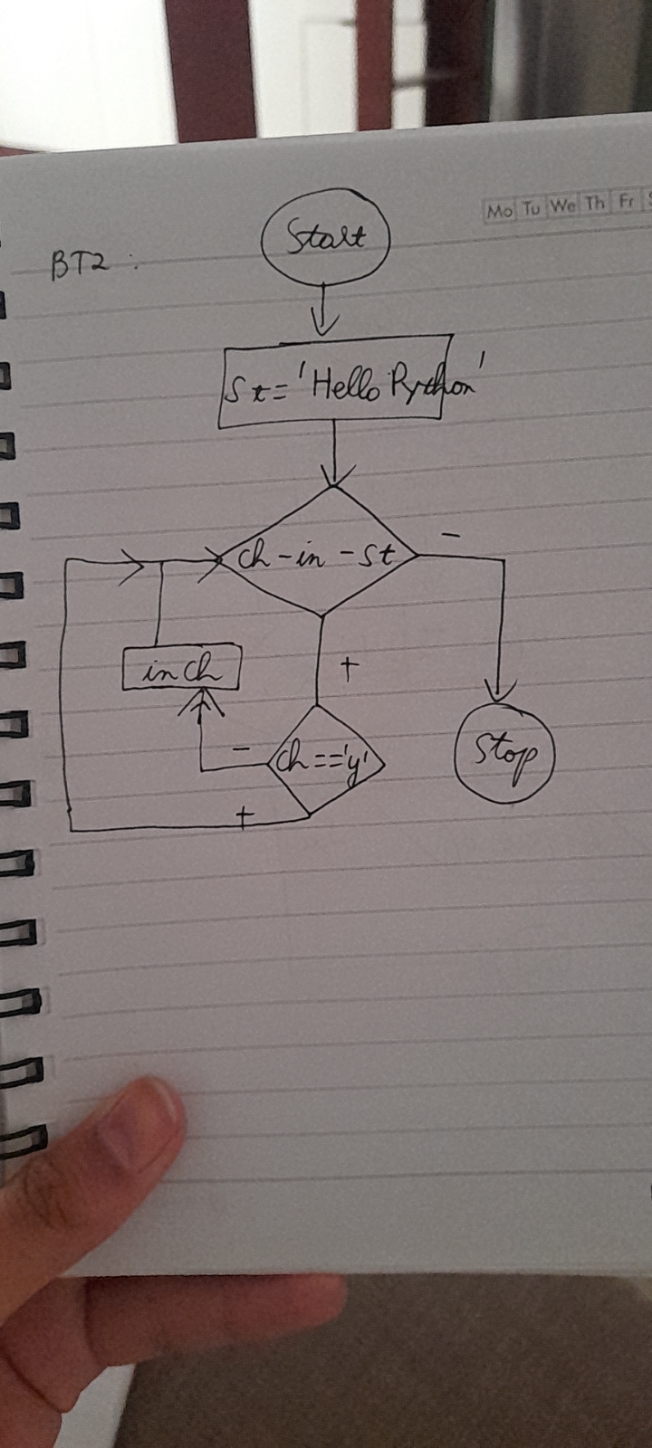 Mo Tu We Th Fr S
Start
BT2 :
St='Hello Python'
ch-in-st
-
in ch
+
-
ch=='y'
Stop
+